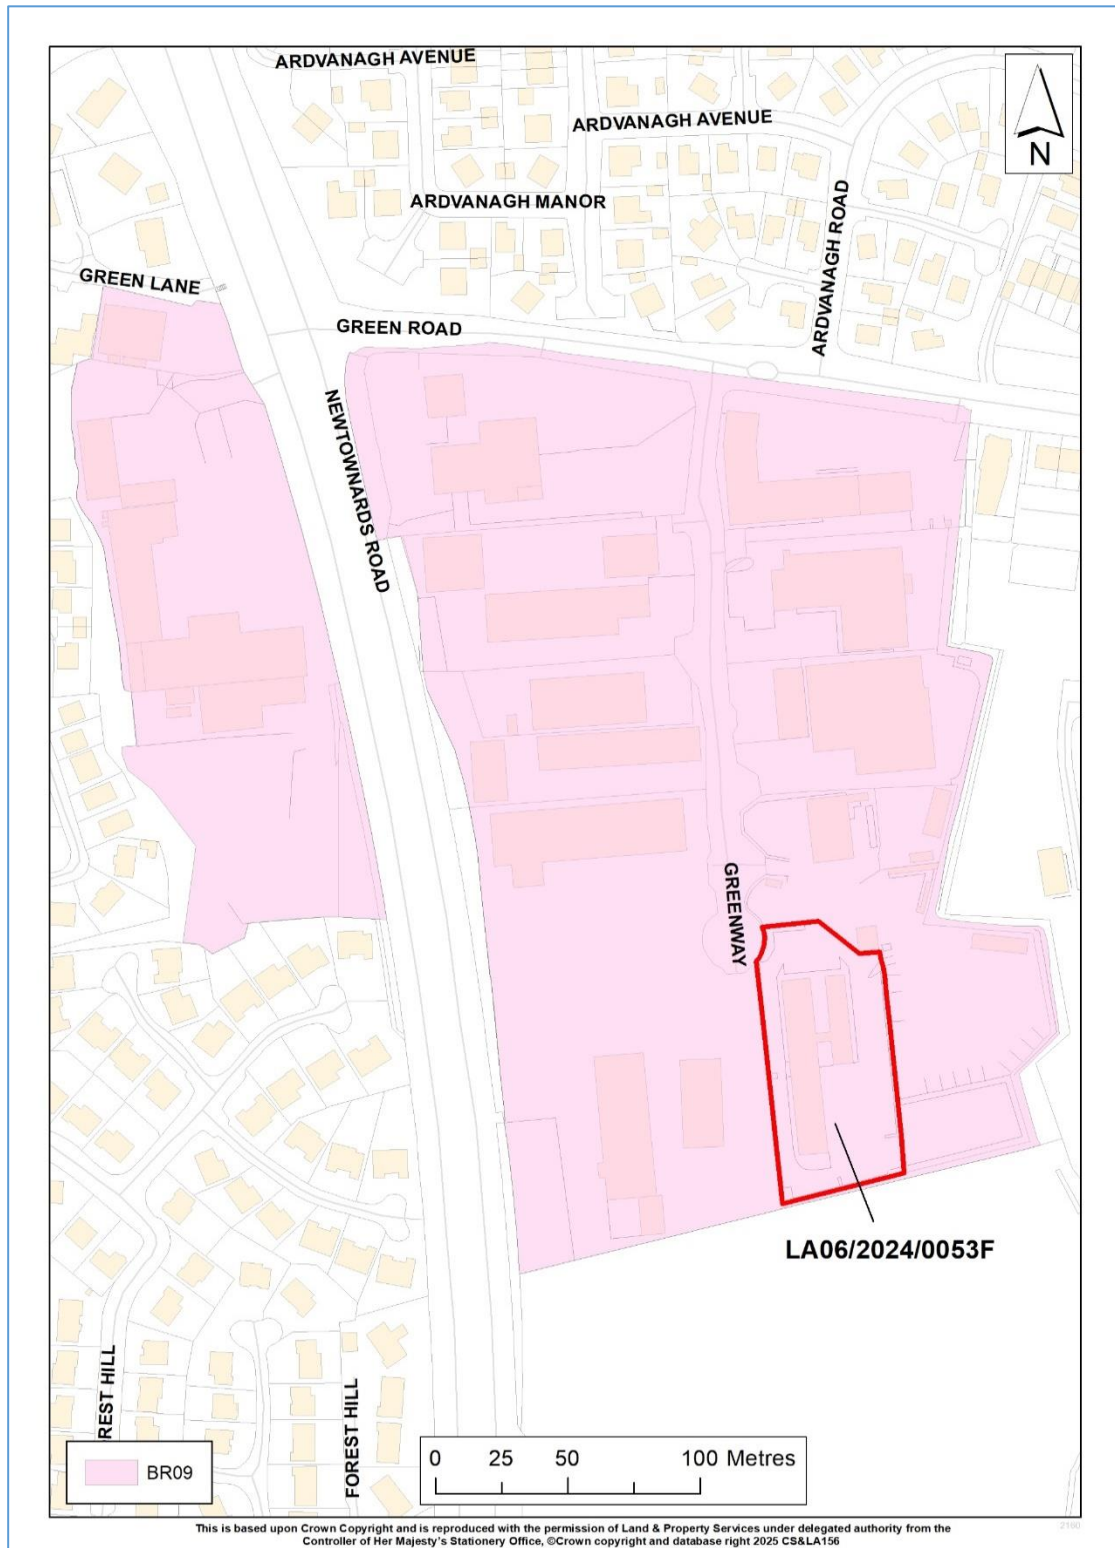 ARDVANAGH AVENUE
ARDVANAGH AVENUE
N
ARDVANAGH MANOR
ARDVANAGH ROAD
GREEN LANE
GREEN ROAD
NEWTOWNARDS ROAD
GREENWAY
LA06/2024/0053F
REST HILL
FOREST HILL
BR09
0 25 50 100 Metres
This is based upon Crown Copyright and is reproduced with the permission of Land & Property Services under delegated authority from the
Controller of Her Majesty's Stationery Office, ©Crown copyright and database right 2025 CS&LA156